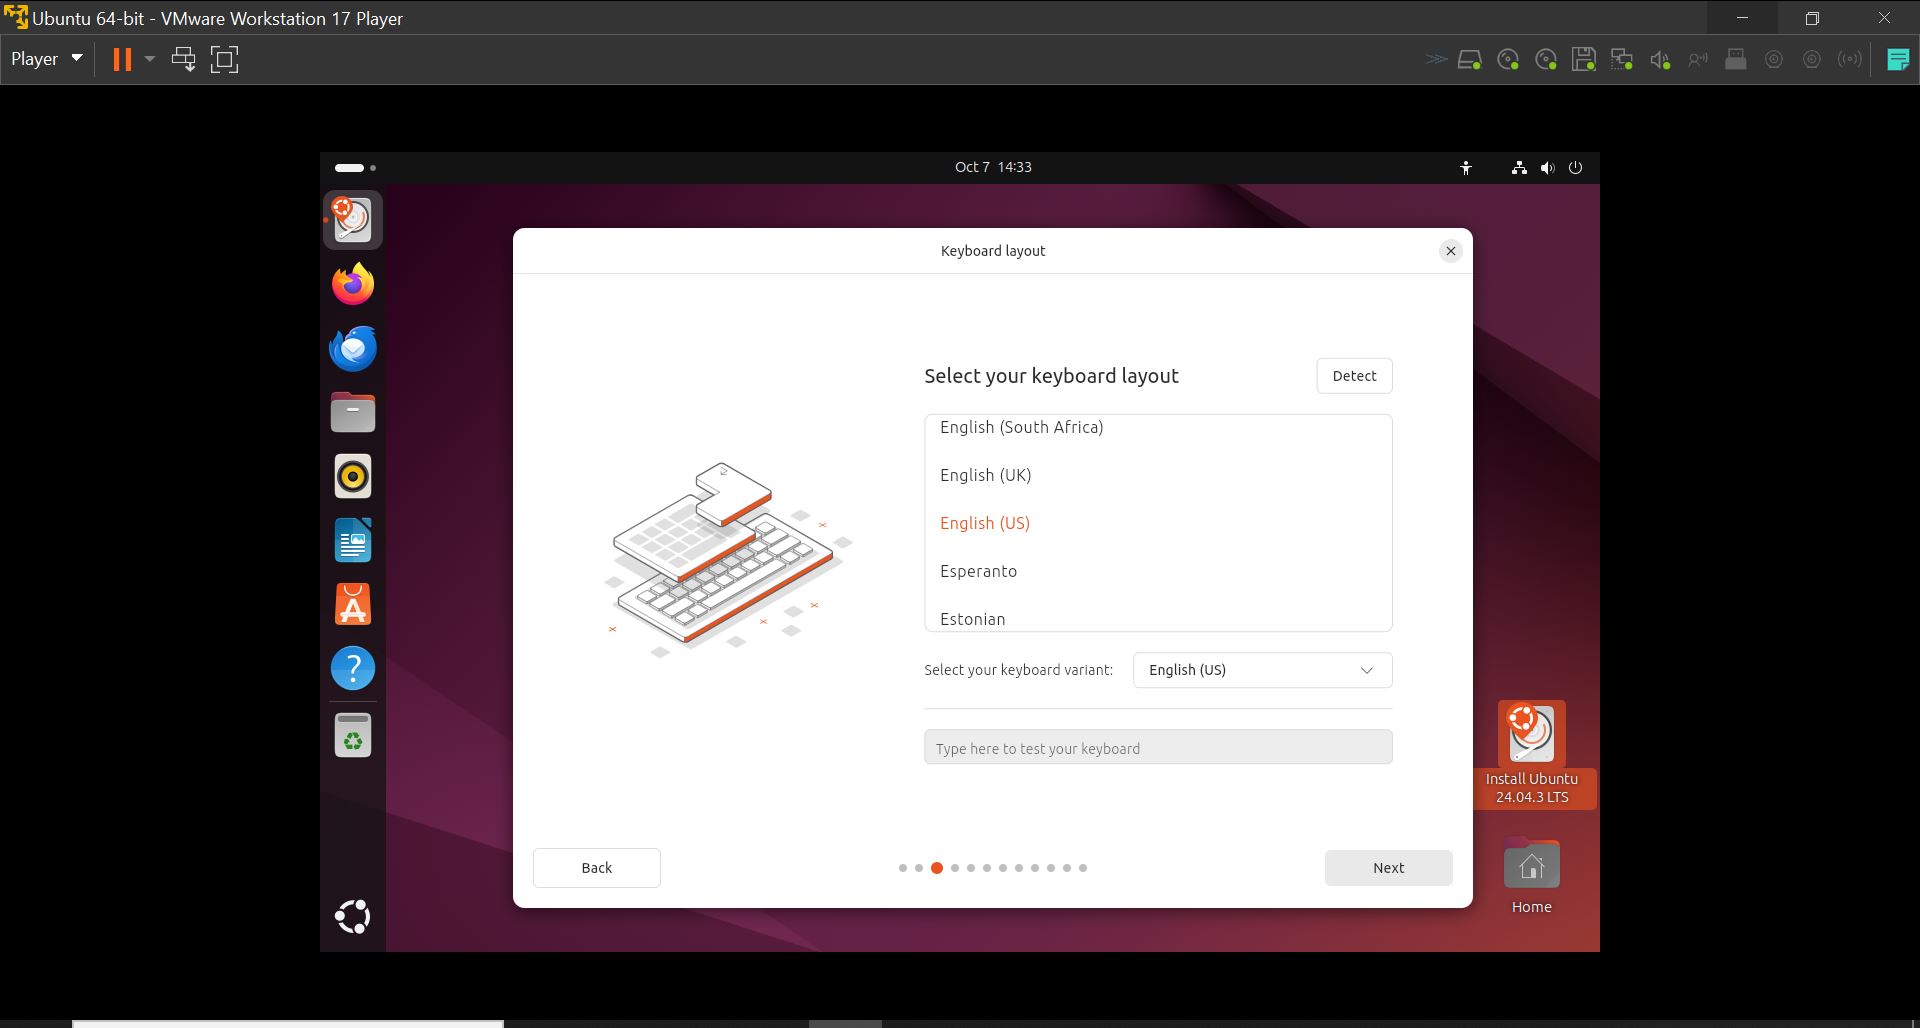 Ubuntu 64-bit - VMware Workstation 17 Player
Player
Oct 7 14:33
Keyboard layout
Select your keyboard layout
Detect
English (South Africa)
English (UK)
English (US)
Esperanto
Estonian
Select your keyboard variant:
English (US)
Type here to test your keyboard
Install Ubuntu
24.04.3 LTS
Back
Next
Home